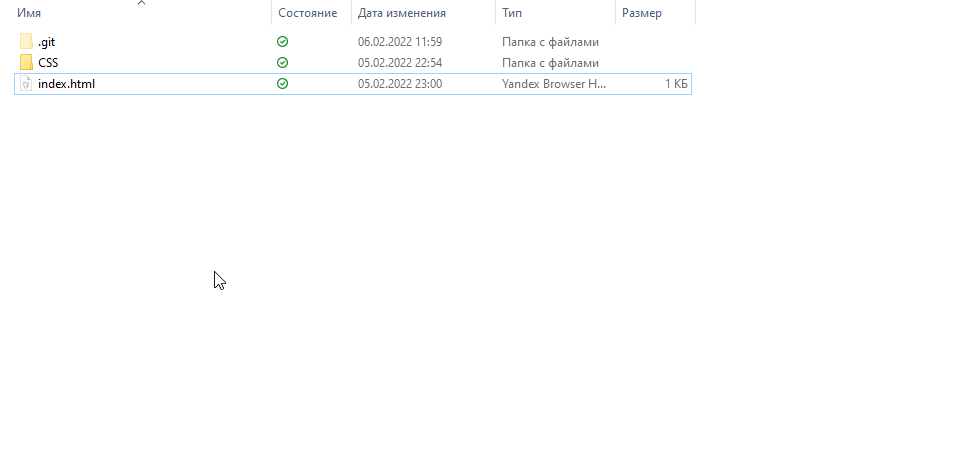 Имя Состояние Дата изменения Тип Размер
.git 06.02.2022 11:59 Папка с файлами
CSS 05.02.2022 22:54 Папка с файлами
index.html 05.02.2022 23:00 Yandex Browser H... 1 КБ